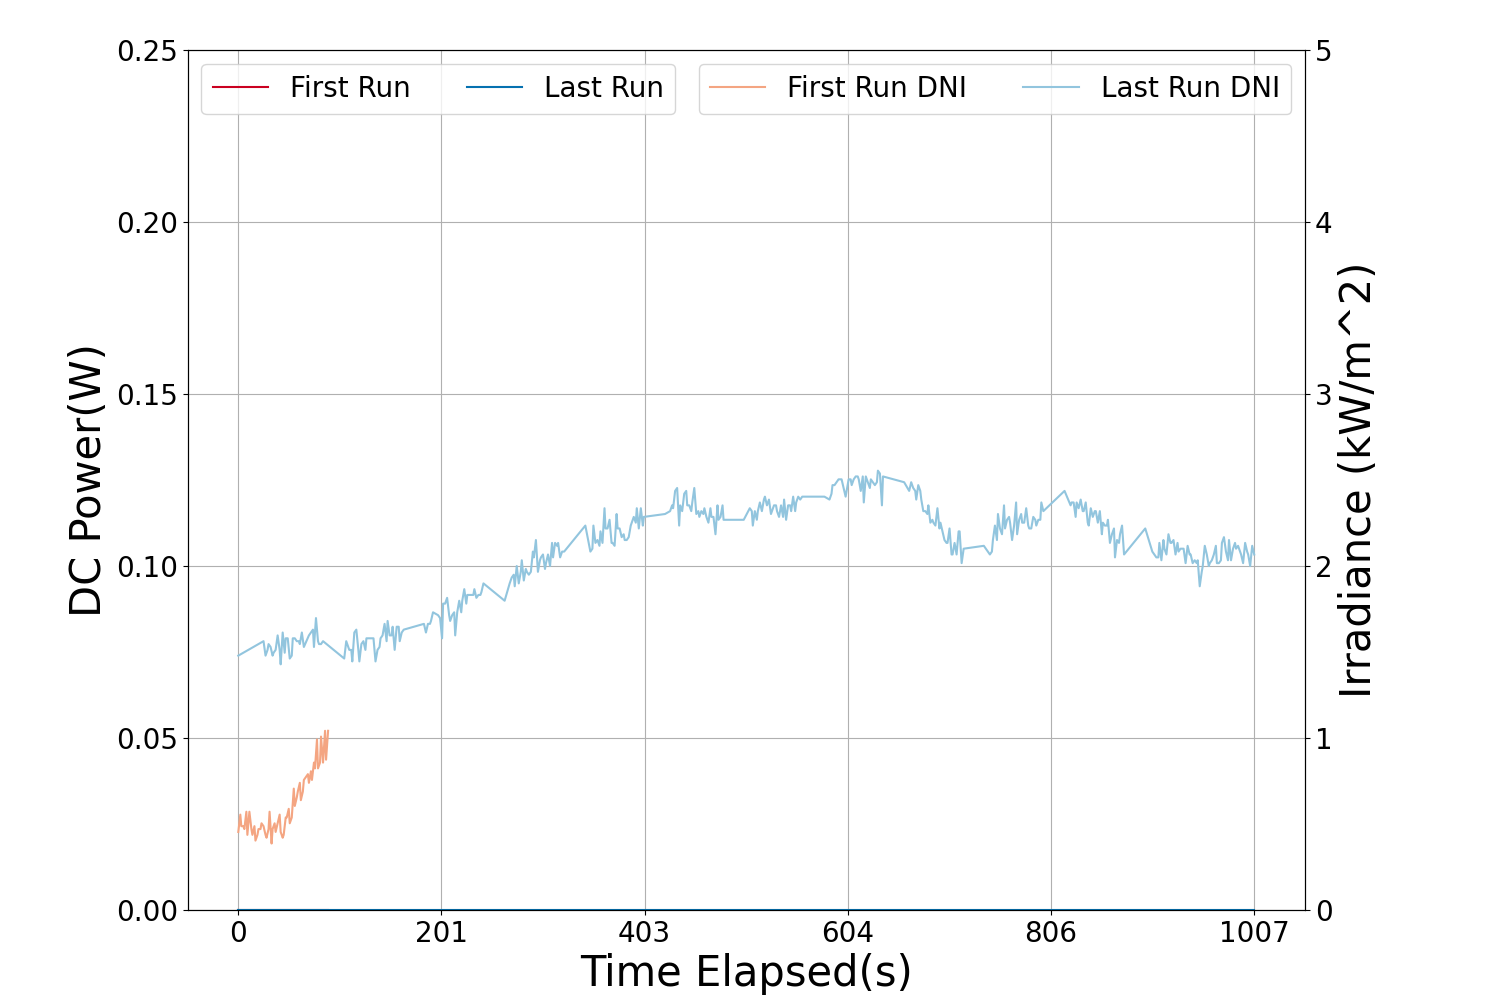 First Run
Last Run
First Run DNI
Last Run DNI
DC Power(W)
0.25
0.20
0.15
0.10
0.05
0.00
5
4
3
2
1
0
Irradiance (kW/m^2)
0
201
403
604
806
1007
Time Elapsed(s)